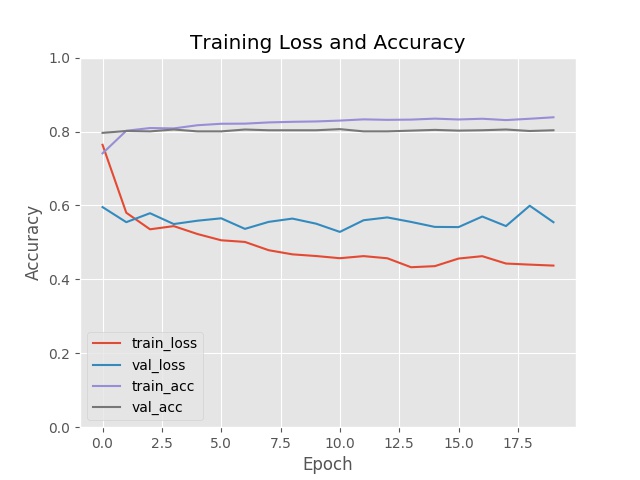 Training Loss and Accuracy
1.0
0.8
0.6
0.4
0.2
0.0
Accuracy
train_loss
val_loss
train_acc
val_acc
0.0 2.5 5.0 7.5 10.0 12.5 15.0 17.5
Epoch